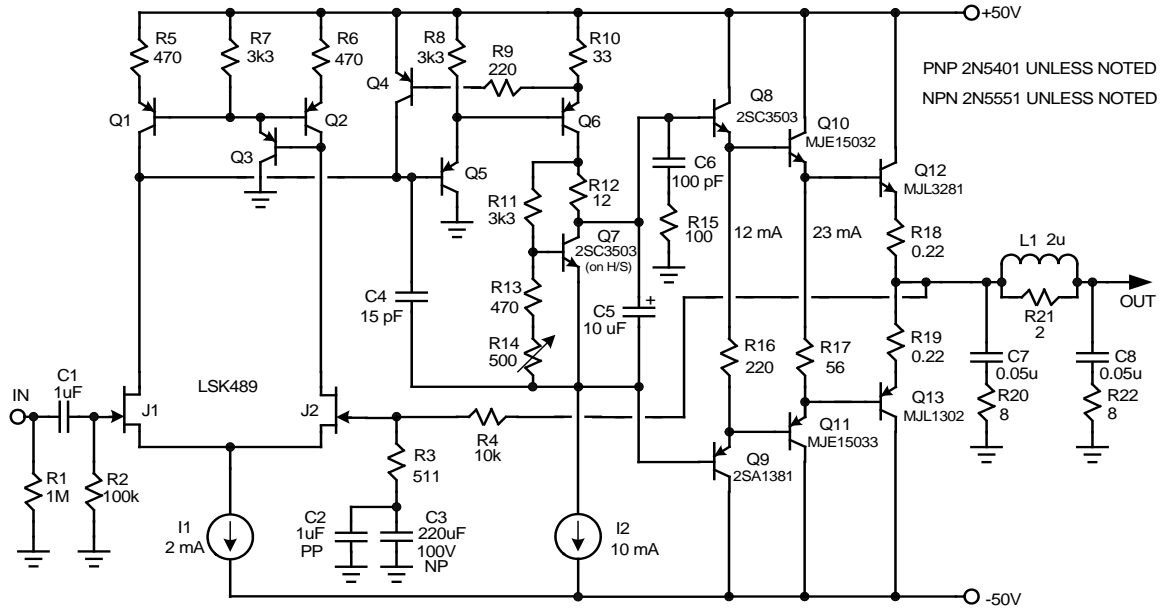 +50V
R5
470
R7
3k3
R6
470
R8
3k3
R9
220
R10
33
PNP 2N5401 UNLESS NOTED
NPN 2N5551 UNLESS NOTED
Q4
Q8
2SC3503
Q1
Q2
Q3
Q5
Q6
Q10
MJE15032
Q12
MJL3281
C6
100 pF
R11
3k3
R12
12
R15
100
12 mA
23 mA
R18
0.22
Q7
2SC3503
(on H/S)
L1 2u
OUT
R21
2
C4
15 pF
R13
470
C5
10 uF
+
R14
500
R16
220
R17
56
R19
0.22
C7
0.05u
C8
0.05u
IN
C1
1uF
LSK489
J1
J2
R4
10k
R3
511
Q9
2SA1381
Q11
MJE15033
Q13
MJL1302
R20
8
R22
8
R1
1M
R2
100k
I1
2 mA
C2
1uF
PP
C3
220uF
100V
NP
I2
10 mA
-50V